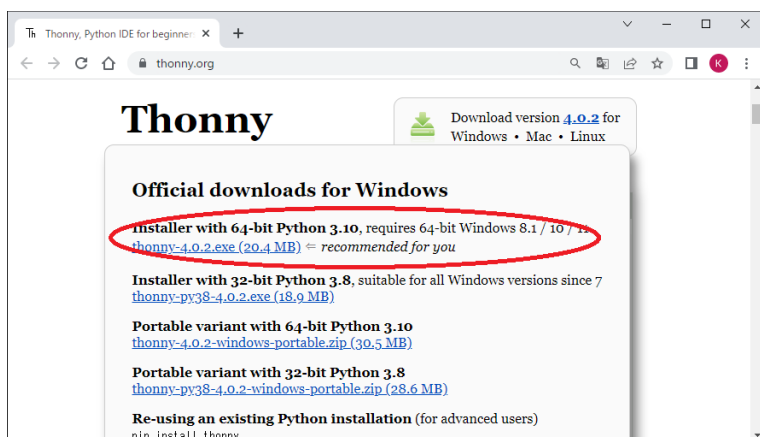 Th Thonny, Python IDE for beginner
thonny.org
K
Thonny
Download version 4.0.2 for
Windows • Mac • Linux
Official downloads for Windows
Installer with 64-bit Python 3.10, requires 64-bit Windows 8.1 / 10 / 11
thonny-4.0.2.exe (20.4 MB) ⇐ recommended for you
Installer with 32-bit Python 3.8, suitable for all Windows versions since 7
thonny-py38-4.0.2.exe (18.9 MB)
Portable variant with 64-bit Python 3.10
thonny-4.0.2-windows-portable.zip (30.5 MB)
Portable variant with 32-bit Python 3.8
thonny-py38-4.0.2-windows-portable.zip (28.6 MB)
Re-using an existing Python installation (for advanced users)
pip install thonny